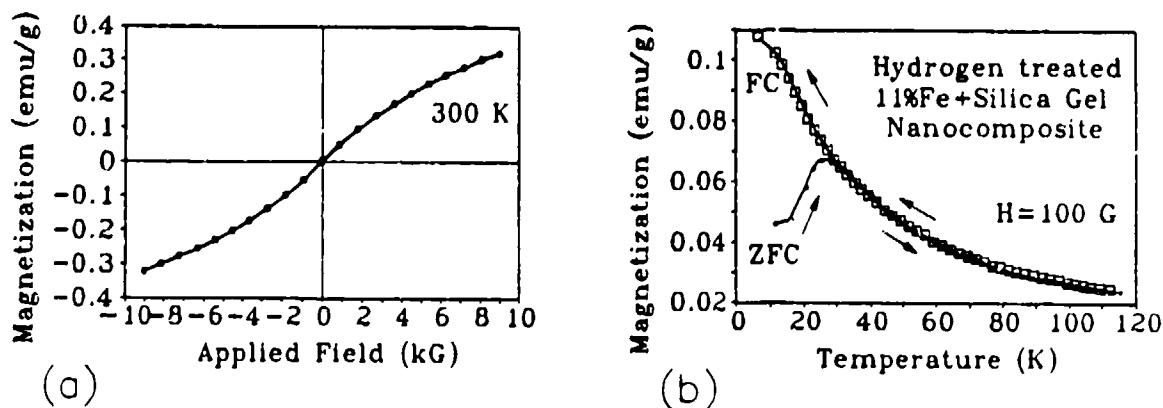 0.4
0.3
0.2
0.1
0
-0.1
-0.2
-0.3
-0.4
Magnetization (emu/g)
300 K
-10 -8 -6 -4 -2 0 2 4 6 8 10
Applied Field (kG)
(a)
0.1
0.08
0.06
0.04
0.02
Magnetization (emu/g)
FC
Hydrogen treated
11%Fe+Silica Gel
Nanocomposite
ZFC
H=100 G
0 20 40 60 80 100 120
Temperature (K)
(b)